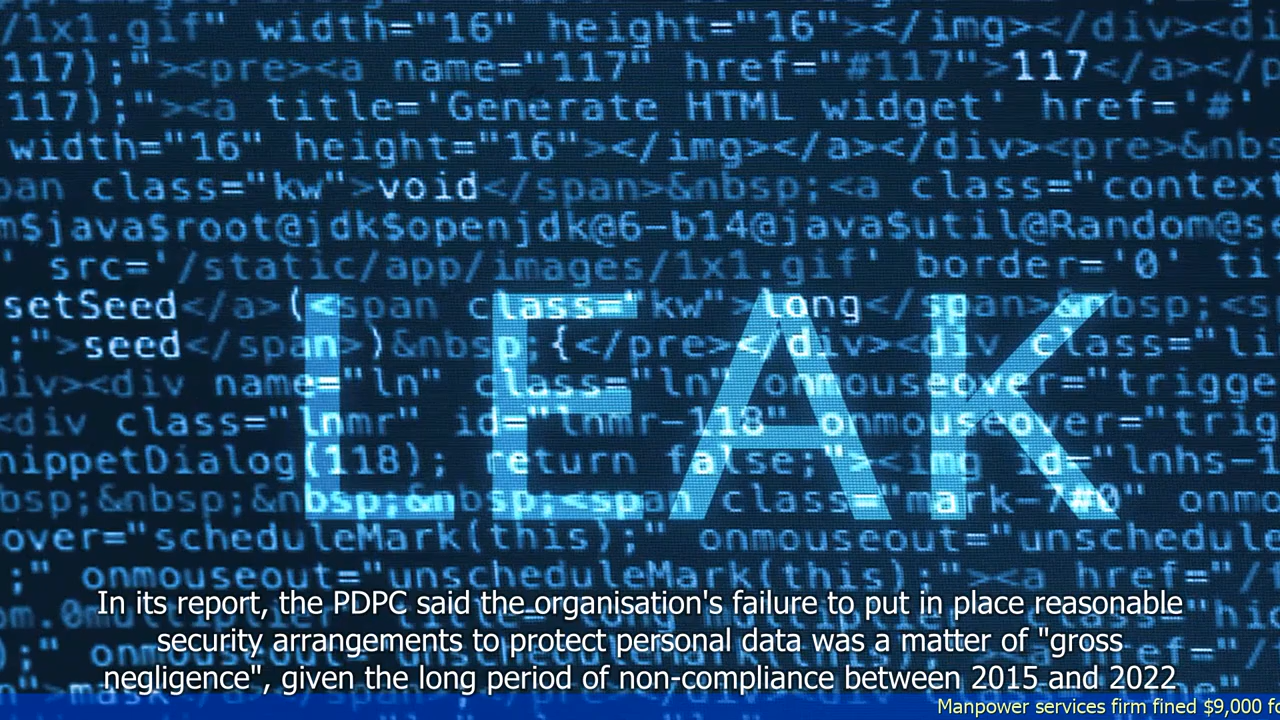 /1x1.gif" width="16" height="16"></img></div><di
117);"><pre><a name="117" href="#117">117</a></p
117);"><a title='Generate HTML widget' href='#'
width="16" height="16"></img></a></div><pre>&nbs
pan class="kw">void</span>&nbsp;<a class="context
m$java$root@jdk$openjdk@6-b14@java$util@Random@se
' src='/static/app/images/1x1.gif' border='0' tit
setSeed</a>(<span class="kw">long</span>&nbsp;<sp
;">seed</span>)&nbsp;{</pre></div><div class="li
div><div name="ln" class="ln" onmouseover="trigge
<div class="lnmr" id="lnmr-118" onmouseover="trig
nippetDialog(118); return false;"><img id="lnhs-1
bsp;&nbsp;&nbsp;&nbsp;<span class="mark-7#0" onmo
LEAK
over="scheduleMark(this);" onmouseout="unschedule
;" onmouseout="unscheduleMark(this);"><a href="/
In its report, the PDPC said the organisation's failure to put in place reasonable
security arrangements to protect personal data was a matter of "gross
negligence", given the long period of non-compliance between 2015 and 2022
Manpower services firm fined $9,000 fo